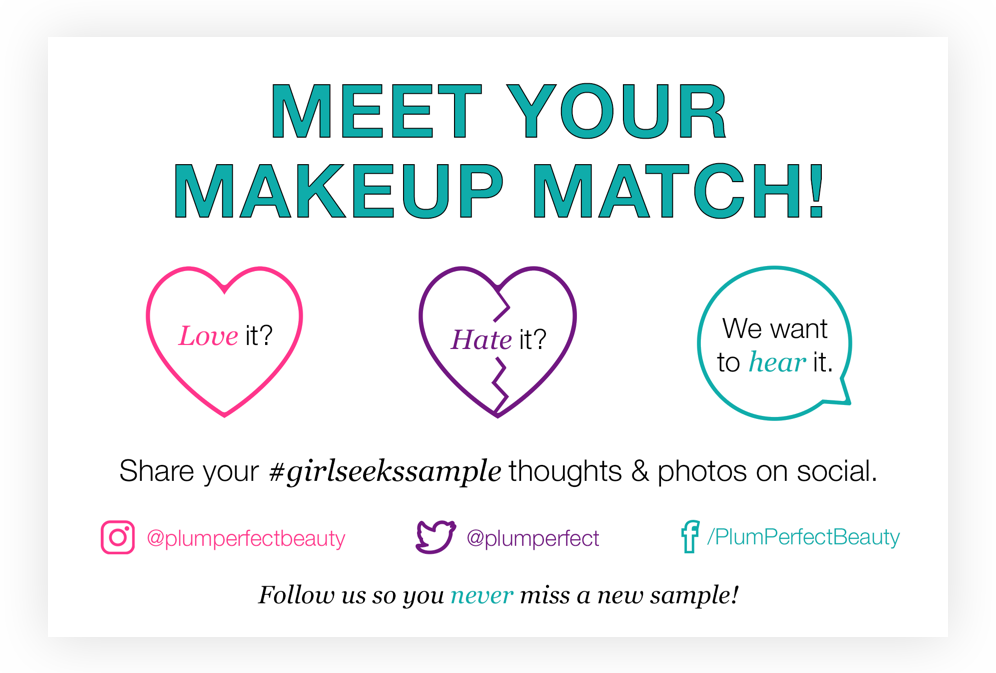 MEET YOUR
MAKEUP MATCH!
Love it?
Hate it?
We want
to hear it.
Share your #girlseekssample thoughts & photos on social.
@plumperfectbeauty
@plumperfect
/PlumPerfectBeauty
Follow us so you never miss a new sample!